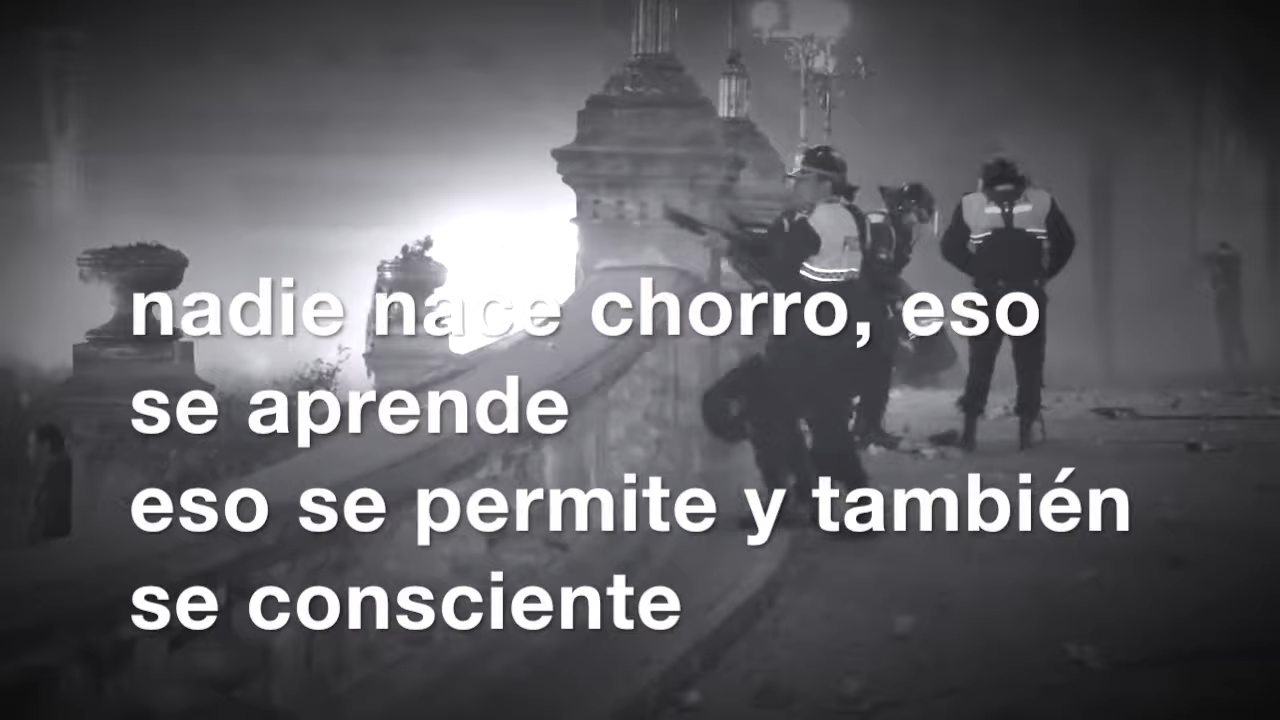 nadie nace chorro, eso
se aprende
eso se permite y también
se consciente